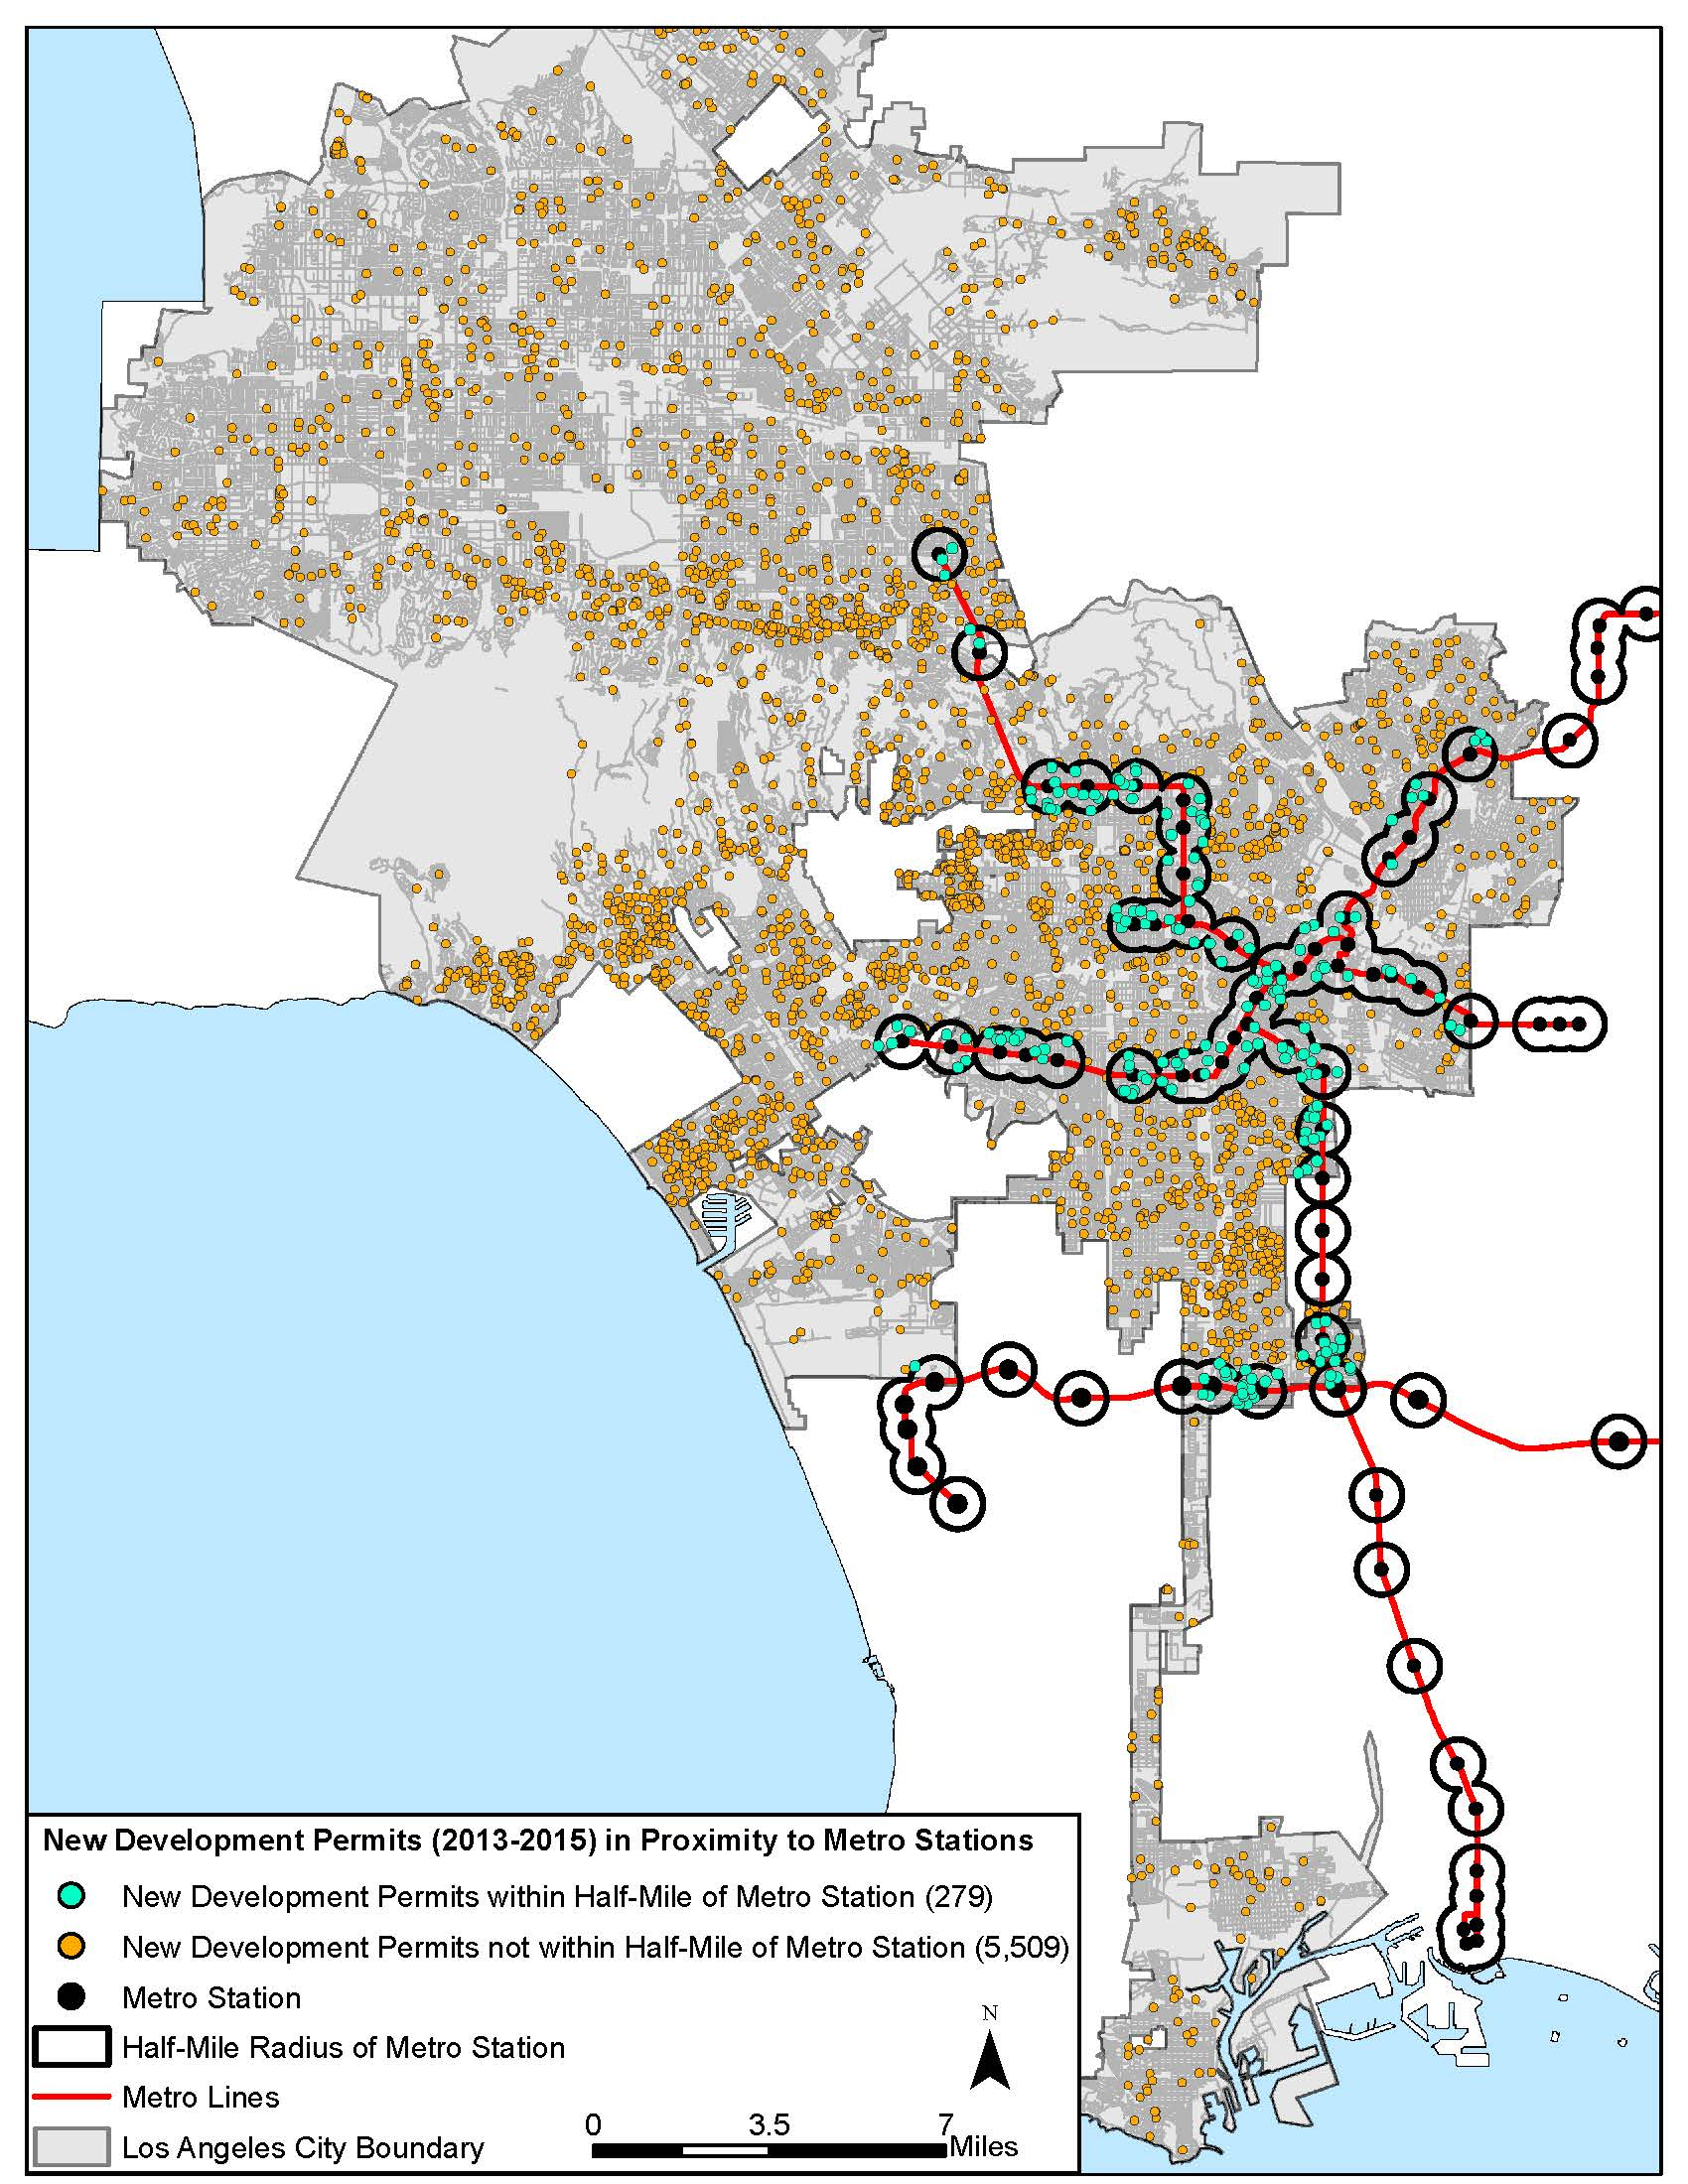 New Development Permits (2013-2015) in Proximity to Metro Stations
New Development Permits within Half-Mile of Metro Station (279)
New Development Permits not within Half-Mile of Metro Station (5,509)
Metro Station
Half-Mile Radius of Metro Station
Metro Lines
Los Angeles City Boundary
N
0 3.5 7
Miles